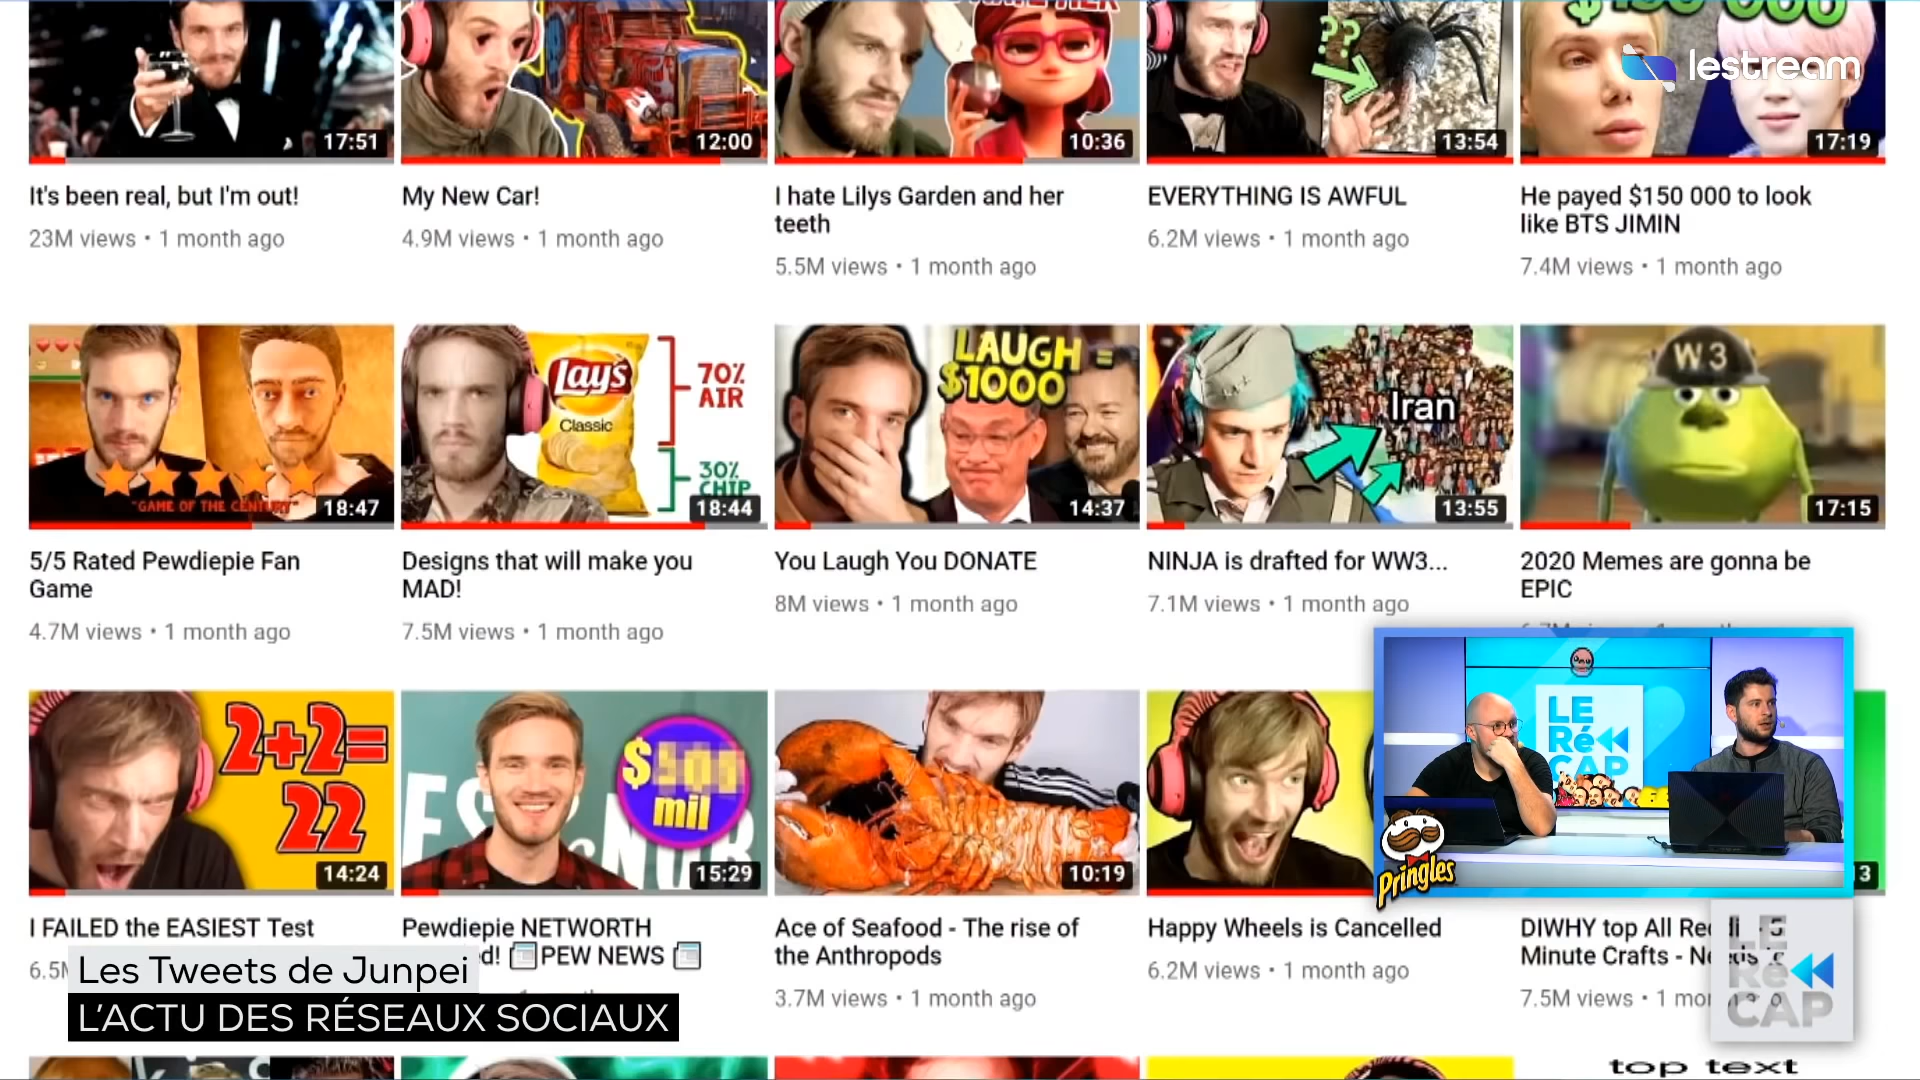 $150 000
??
lestream
17:51
12:00
10:36
13:54
17:19
It's been real, but I'm out!
My New Car!
I hate Lilys Garden and her
teeth
EVERYTHING IS AWFUL
He payed $150 000 to look
like BTS JIMIN
23M views • 1 month ago
4.9M views • 1 month ago
5.5M views • 1 month ago
6.2M views • 1 month ago
7.4M views • 1 month ago
"GAME OF THE CENTURY"
18:47
Lay's
Classic
70%
AIR
30%
CHIP
18:44
LAUGH =
$1000
14:37
Iran
13:55
W3
17:15
5/5 Rated Pewdiepie Fan
Game
Designs that will make you
MAD!
You Laugh You DONATE
NINJA is drafted for WW3...
2020 Memes are gonna be
EPIC
4.7M views • 1 month ago
7.5M views • 1 month ago
8M views • 1 month ago
7.1M views • 1 month ago
2+2=
22
14:24
$
mil
15:29
10:19
LE
Ré
CAP
Pringles
13
I FAILED the EASIEST Test
Pewdiepie NETWORTH
PEW NEWS
Ace of Seafood - The rise of
the Anthropods
Happy Wheels is Cancelled
DIWHY top All
Minute Crafts -
3.7M views • 1 month ago
6.2M views • 1 month ago
7.5M views • 1
LE
Ré
CAP
Les Tweets de Junpei
L'ACTU DES RÉSEAUX SOCIAUX
top text